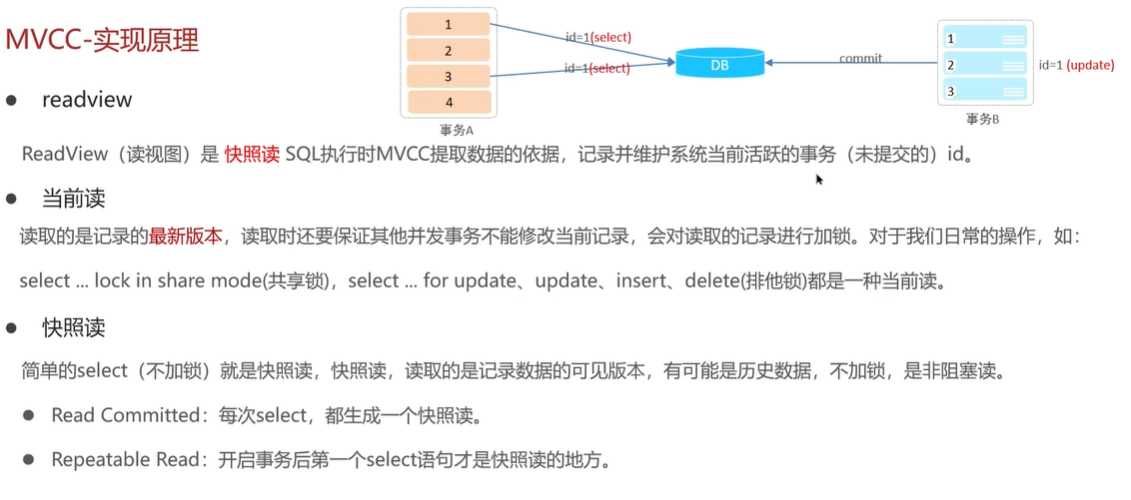 MVCC-实现原理
1
2
3
4
事务A
id=1(select)
id=1(select)
DB
commit
1
2
3
id=1 (update)
事务B
readview
ReadView（读视图）是 快照读 SQL执行时MVCC提取数据的依据，记录并维护系统当前活跃的事务（未提交的）id。
当前读
读取的是记录的最新版本，读取时还要保证其他并发事务不能修改当前记录，会对读取的记录进行加锁。对于我们日常的操作，如：
select ... lock in share mode(共享锁)，select ... for update、update、insert、delete(排他锁)都是一种当前读。
快照读
简单的select（不加锁）就是快照读，快照读，读取的是记录数据的可见版本，有可能是历史数据，不加锁，是非阻塞读。
Read Committed：每次select，都生成一个快照读。
Repeatable Read：开启事务后第一个select语句才是快照读的地方。